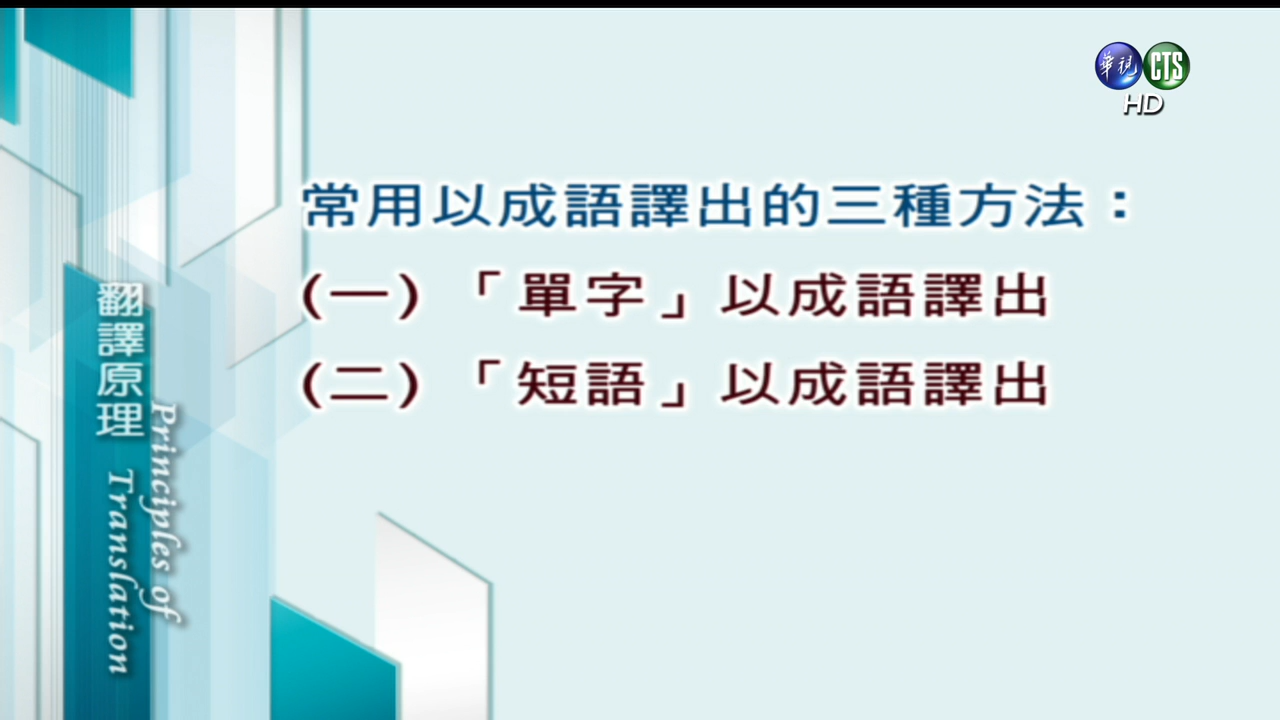 華視 CTS
HD
常用以成語譯出的三種方法：
(一)「單字」以成語譯出
(二)「短語」以成語譯出
翻譯原理
Principles of
Translation